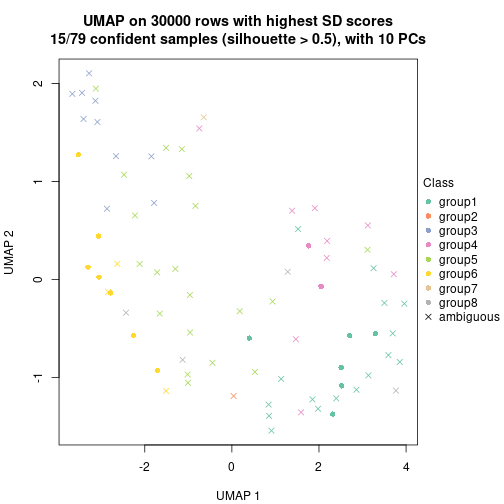 UMAP on 30000 rows with highest SD scores
15/79 confident samples (silhouette > 0.5), with 10 PCs
UMAP 2
2
1
0
-1
-2
0
2
4
UMAP 1
Class
group1
group2
group3
group4
group5
group6
group7
group8
ambiguous